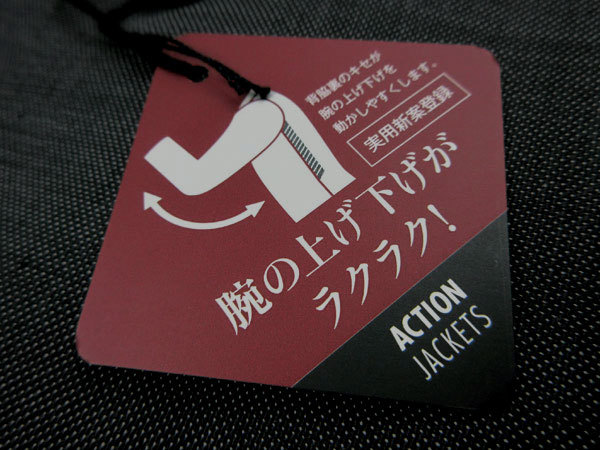 背脇裏のキセが
腕の上げ下げを
動かしやすくします。
実用新案登録
腕の上げ下げが
ラクラク!
ACTION
JACKETS